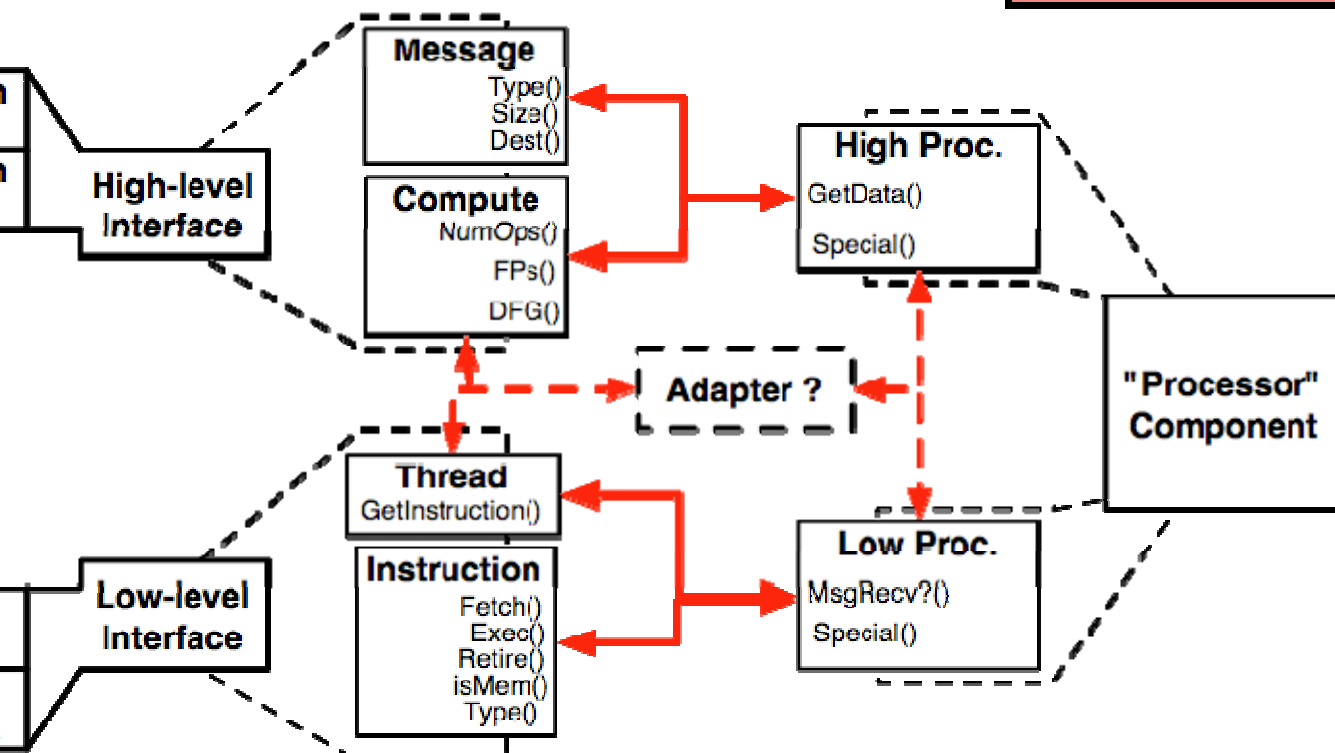 n
n
High-level
Interface
Message
Type()
Size()
Dest()
Compute
NumOps()
FPs()
DFG()
High Proc.
GetData()
Special()
Adapter ?
"Processor"
Component
Thread
GetInstruction()
Instruction
Fetch()
Exec()
Retire()
isMem()
Type()
Low-level
Interface
Low Proc.
MsgRecv?()
Special()